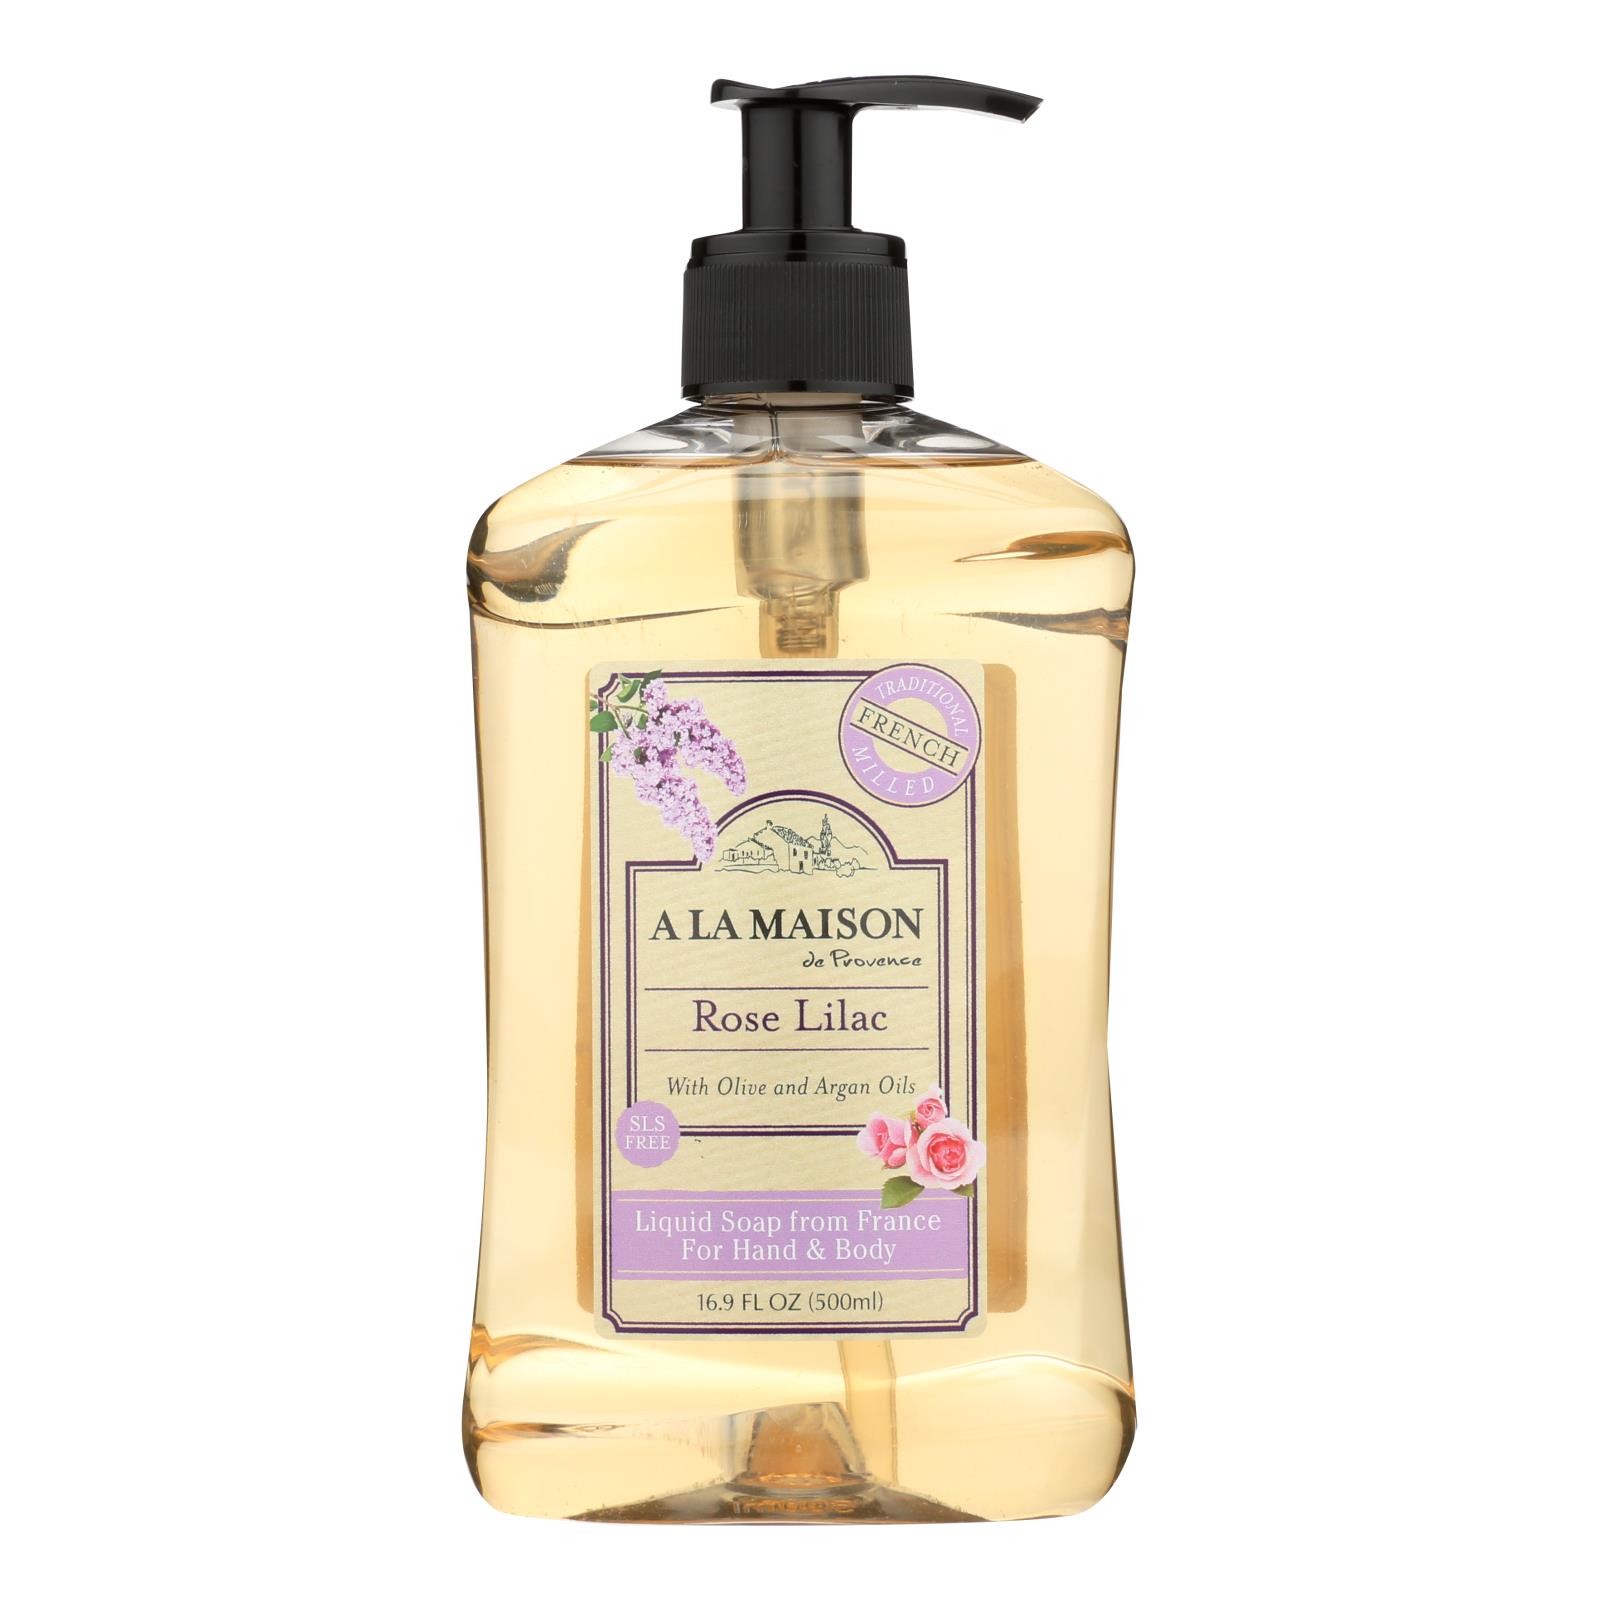 TRADITIONAL
FRENCH
MILLED
A LA MAISON
de Provence
Rose Lilac
With Olive and Argan Oils
SLS
FREE
Liquid Soap from France
For Hand & Body
16.9 FL OZ (500ml)